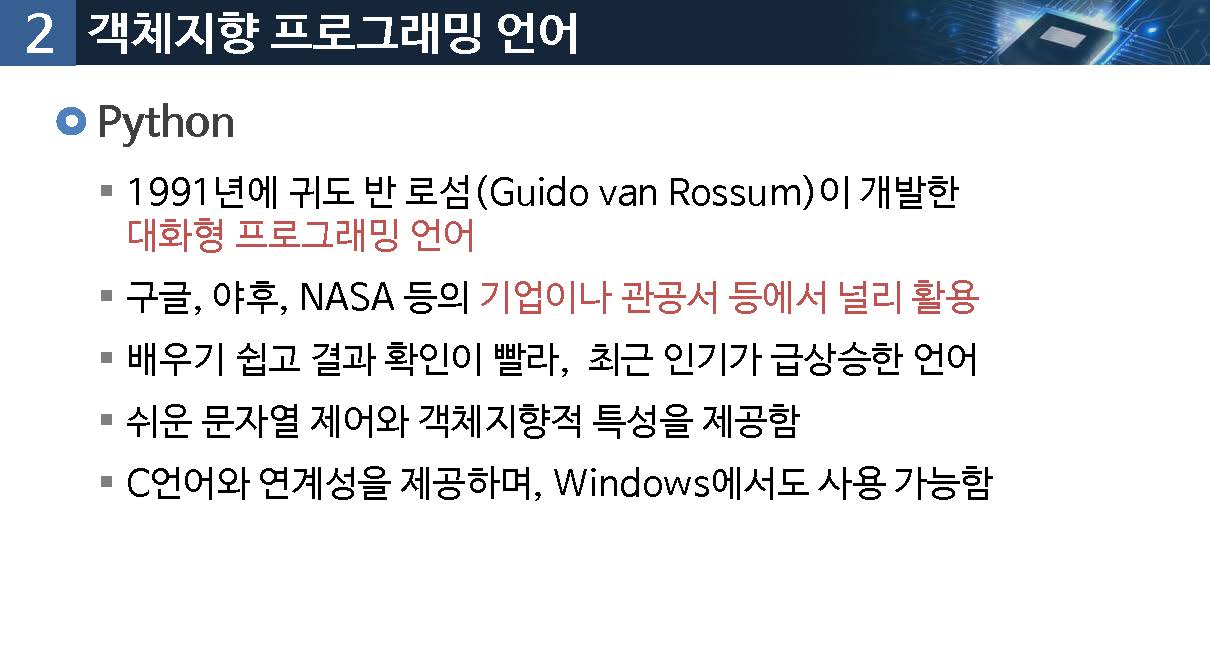 2 객체지향 프로그래밍 언어
Python
1991년에 귀도 반 로섬(Guido van Rossum)이 개발한
대화형 프로그래밍 언어
구글, 야후, NASA 등의 기업이나 관공서 등에서 널리 활용
배우기 쉽고 결과 확인이 빨라, 최근 인기가 급상승한 언어
쉬운 문자열 제어와 객체지향적 특성을 제공함
C언어와 연계성을 제공하며, Windows에서도 사용 가능함